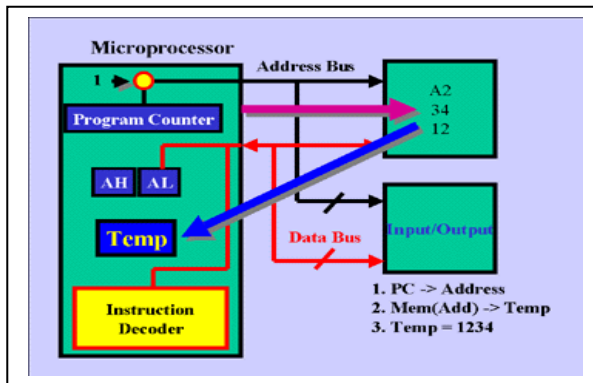 Microprocessor
Address Bus
1
Program Counter
A2
34
12
AH
AL
Temp
Data Bus
Input/Output
Instruction
Decoder
1. PC -> Address
2. Mem(Add) -> Temp
3. Temp = 1234